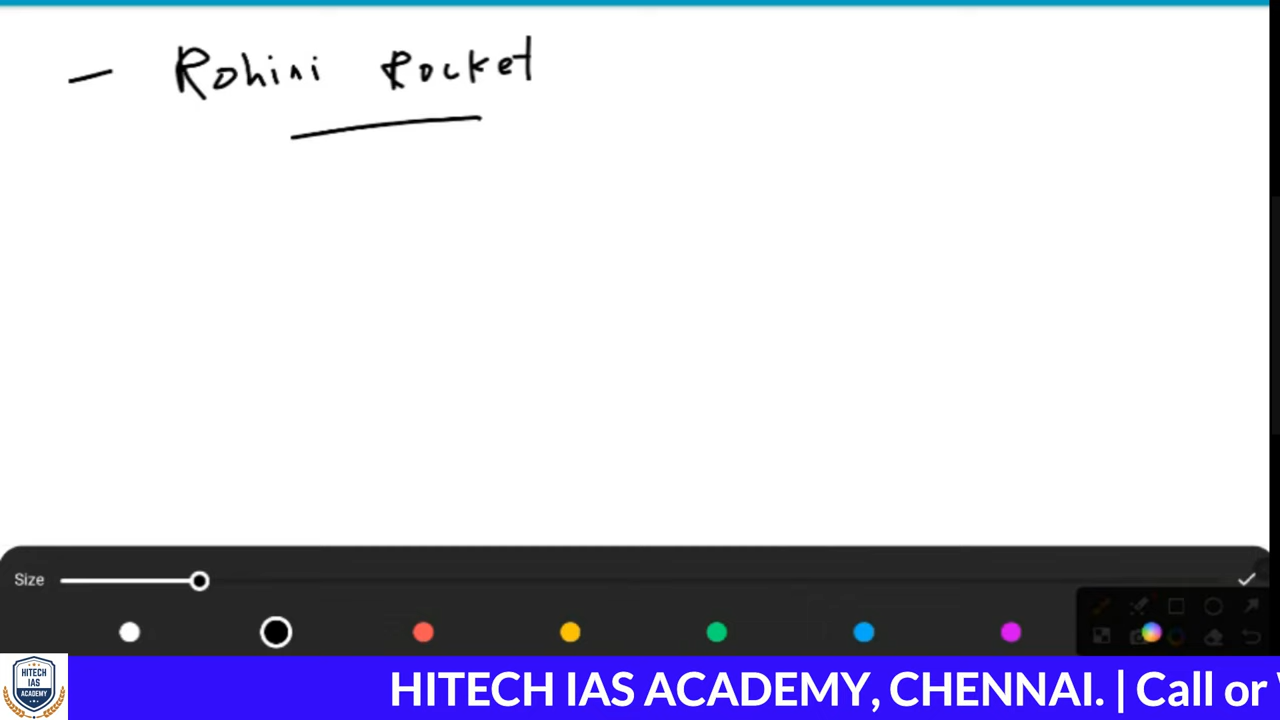 — Rohini Rocket
Size
HITECH
IAS
ACADEMY
HITECH IAS ACADEMY, CHENNAI. | Call or